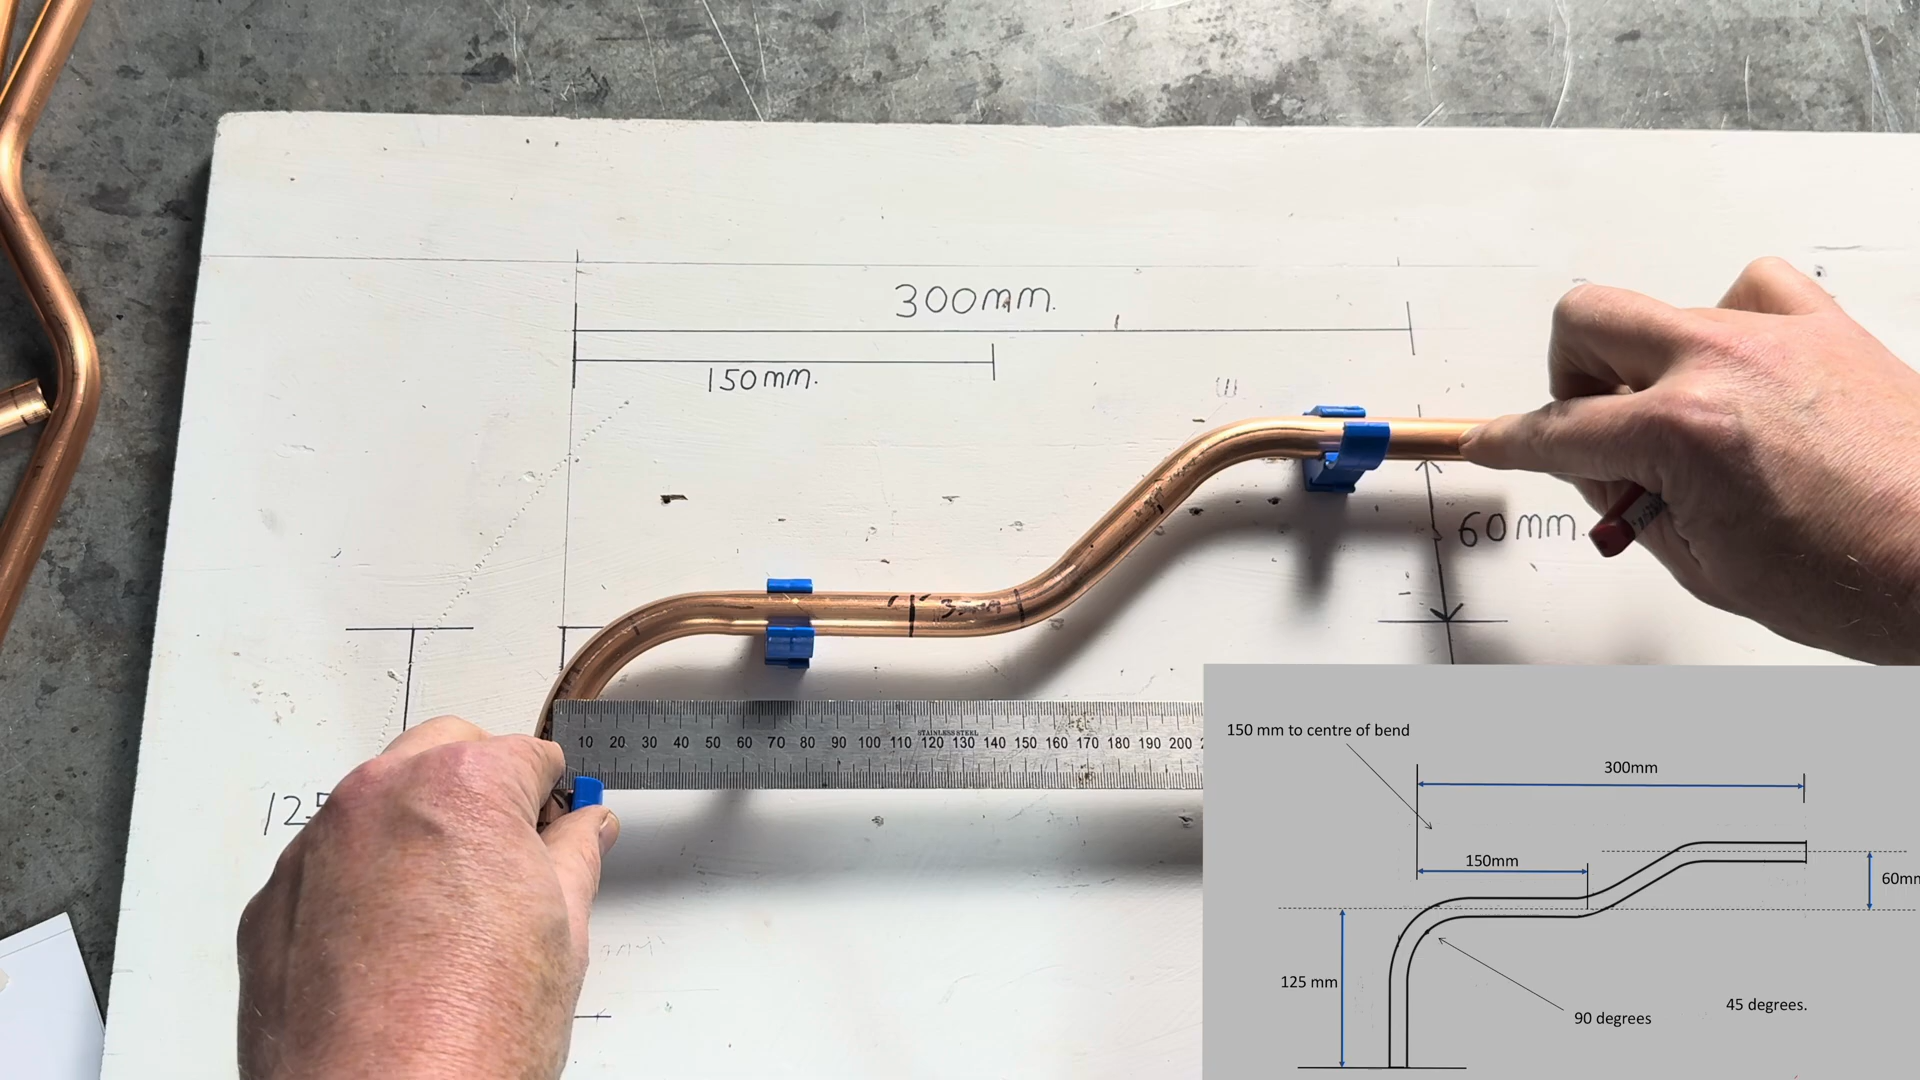 300mm.
150mm.
60mm.
STAINLESS STEEL
10 20 30 40 50 60 70 80 90 100 110 120 130 140 150 160 170 180 190 200
150 mm to centre of bend
300mm
150mm
60mm
125 mm
45 degrees.
90 degrees